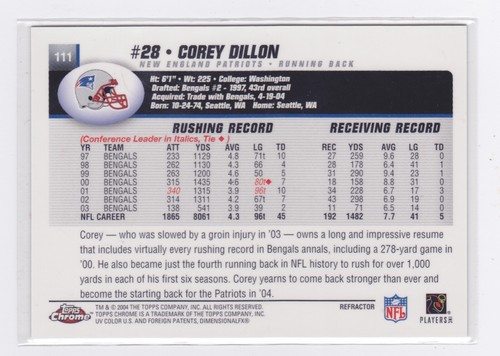 111
#28 • COREY DILLON
NEW ENGLAND PATRIOTS • RUNNING BACK
Ht: 6'1" • Wt: 225 • College: Washington
Drafted: Bengals #2 - 1997, 43rd overall
Acquired: Trade with Bengals, 4-19-04
Born: 10-24-74, Seattle, WA Home: Seattle, WA
RUSHING RECORD RECEIVING RECORD
(Conference Leader in Italics, Tie ♦)
YR TEAM ATT YDS AVG LG TD REC YDS AVG LG TD
97 BENGALS 233 1129 4.8 71t 10 27 259 9.6 28 0
98 BENGALS 262 1130 4.3 66 4 28 178 6.4 41 1
99 BENGALS 263 1200 4.6 50 5 31 290 9.4 23 1
00 BENGALS 315 1435 4.6 80t♦ 7 18 158 8.8 31 0
01 BENGALS 340 1315 3.9 96t 10 34 228 6.7 17 3
02 BENGALS 314 1311 4.2 67t 7 43 298 6.9 19 0
03 BENGALS 138 541 3.9 39 2 11 71 6.5 14 0
NFL CAREER 1865 8061 4.3 96t 45 192 1482 7.7 41 5
Corey — who was slowed by a groin injury in '03 — owns a long and impressive resume
that includes virtually every rushing record in Bengals annals, including a 278-yard game in
'00. He also became just the fourth running back in NFL history to rush for over 1,000
yards in each of his first six seasons. Corey yearns to come back stronger than ever and
become the starting back for the Patriots in '04.
Topps Chrome
® & © 2004 THE TOPPS COMPANY, INC. ALL RIGHTS RESERVED.
TOPPS CHROME IS A TRADEMARK OF THE TOPPS COMPANY, INC.
UV COLOR U.S. AND FOREIGN PATENTS, DIMENSIONALFX®
REFRACTOR
NFL
PLAYERS INC